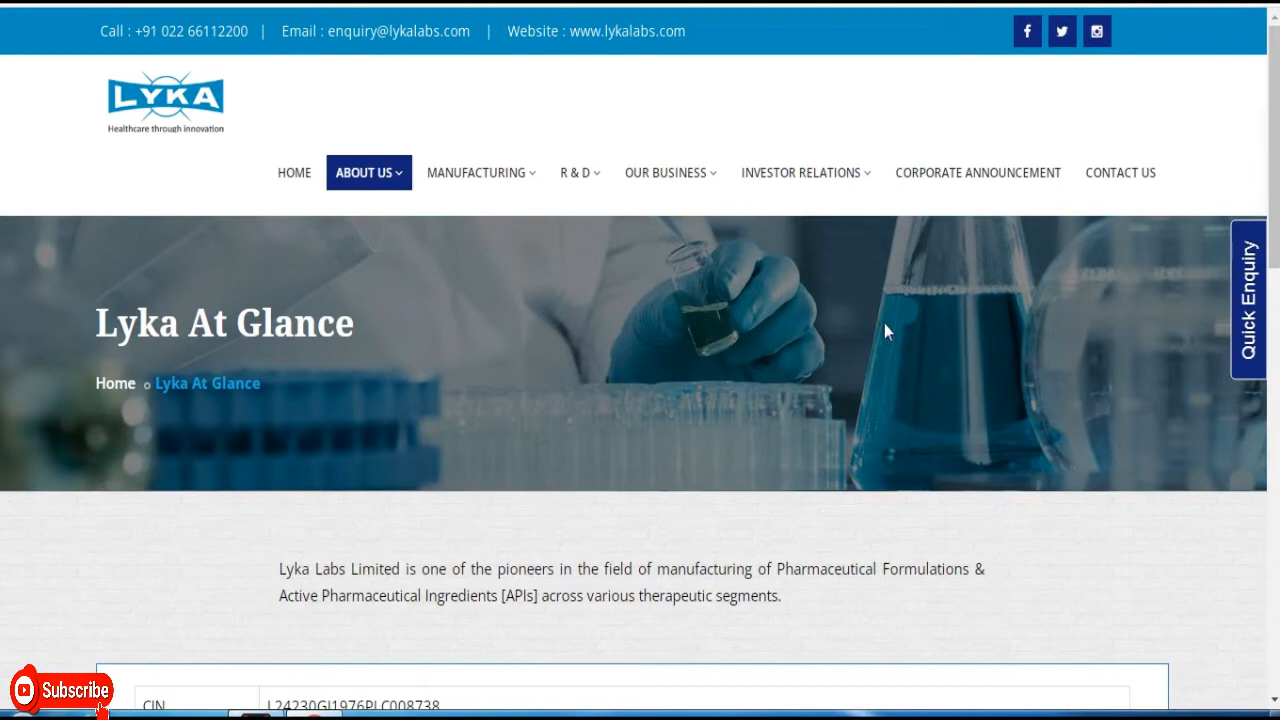 Call : +91 022 66112200 | Email : enquiry@lykalabs.com | Website : www.lykalabs.com
LYKA
Healthcare through innovation
HOME ABOUT US MANUFACTURING R & D OUR BUSINESS INVESTOR RELATIONS CORPORATE ANNOUNCEMENT CONTACT US
Quick Enquiry
Lyka At Glance
Home Lyka At Glance
Lyka Labs Limited is one of the pioneers in the field of manufacturing of Pharmaceutical Formulations &
Active Pharmaceutical Ingredients [APIs] across various therapeutic segments.
CIN L24230GJ1976PLC008738
Subscribe